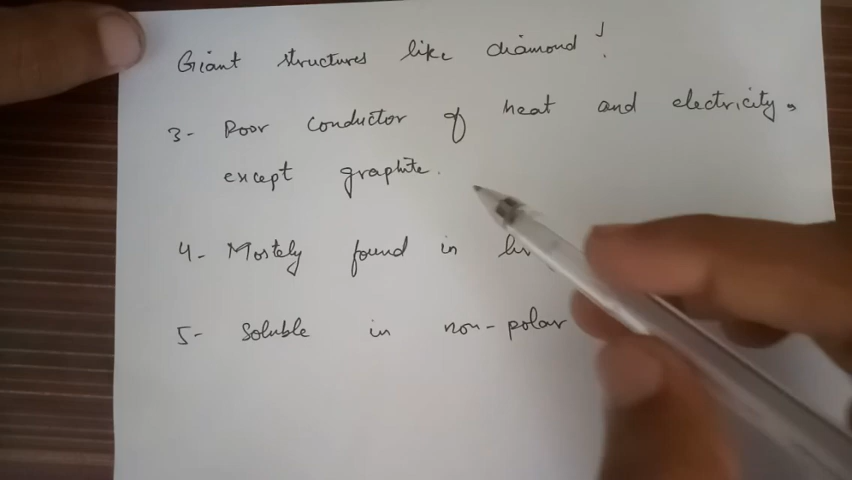 Giant structures like diamond!
3- Poor conductor of heat and electricity,
except graphite.
4- Mostely found in
5- Soluble in non-polar